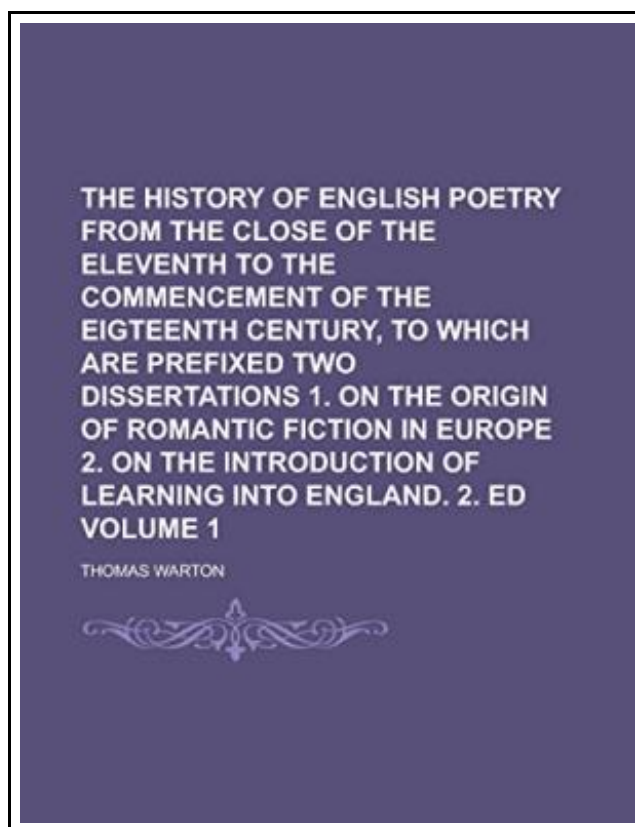 THE HISTORY OF ENGLISH POETRY
FROM THE CLOSE OF THE
ELEVENTH TO THE
COMMENCEMENT OF THE
EIGTEENTH CENTURY, TO WHICH
ARE PREFIXED TWO
DISSERTATIONS 1. ON THE ORIGIN
OF ROMANTIC FICTION IN EUROPE
2. ON THE INTRODUCTION OF
LEARNING INTO ENGLAND. 2. ED
VOLUME 1
THOMAS WARTON